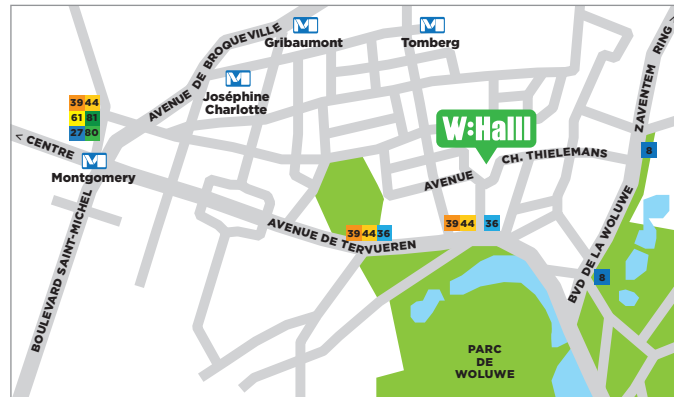 Gribaumont
Tomberg
AVENUE DE BROQUEVILLE
ZAVENTEM RING >
Joséphine
Charlotte
39 44
61 81
27 80
< CENTRE
Montgomery
W:Halll
AVENUE CH. THIELEMANS
8
BOULEVARD SAINT-MICHEL
AVENUE DE TERVUEREN
39 44 36
39 44 36
BVD DE LA WOLUWE
8
PARC
DE
WOLUWE